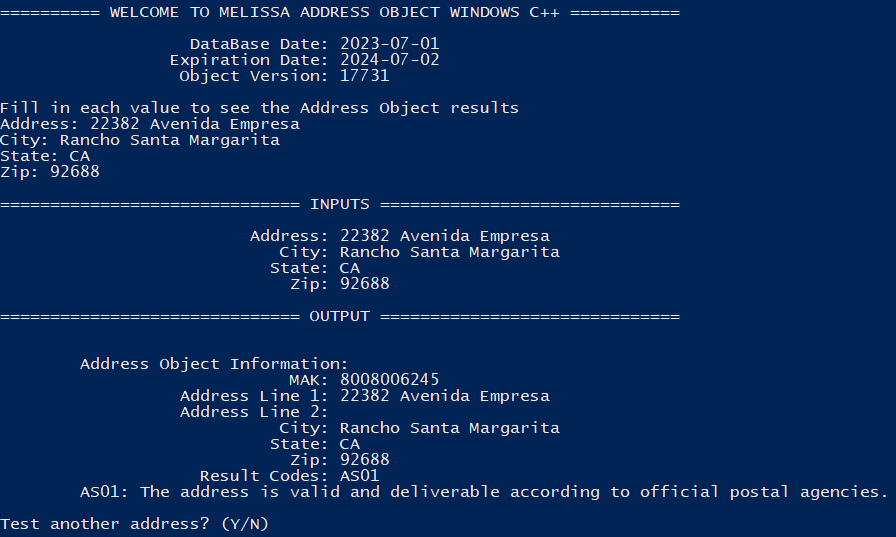 ========== WELCOME TO MELISSA ADDRESS OBJECT WINDOWS C++ ===========
DataBase Date: 2023-07-01
Expiration Date: 2024-07-02
Object Version: 17731
Fill in each value to see the Address Object results
Address: 22382 Avenida Empresa
City: Rancho Santa Margarita
State: CA
Zip: 92688
============================== INPUTS ==============================
Address: 22382 Avenida Empresa
City: Rancho Santa Margarita
State: CA
Zip: 92688
============================== OUTPUT ==============================
Address Object Information:
MAK: 8008006245
Address Line 1: 22382 Avenida Empresa
Address Line 2:
City: Rancho Santa Margarita
State: CA
Zip: 92688
Result Codes: AS01
AS01: The address is valid and deliverable according to official postal agencies.
Test another address? (Y/N)